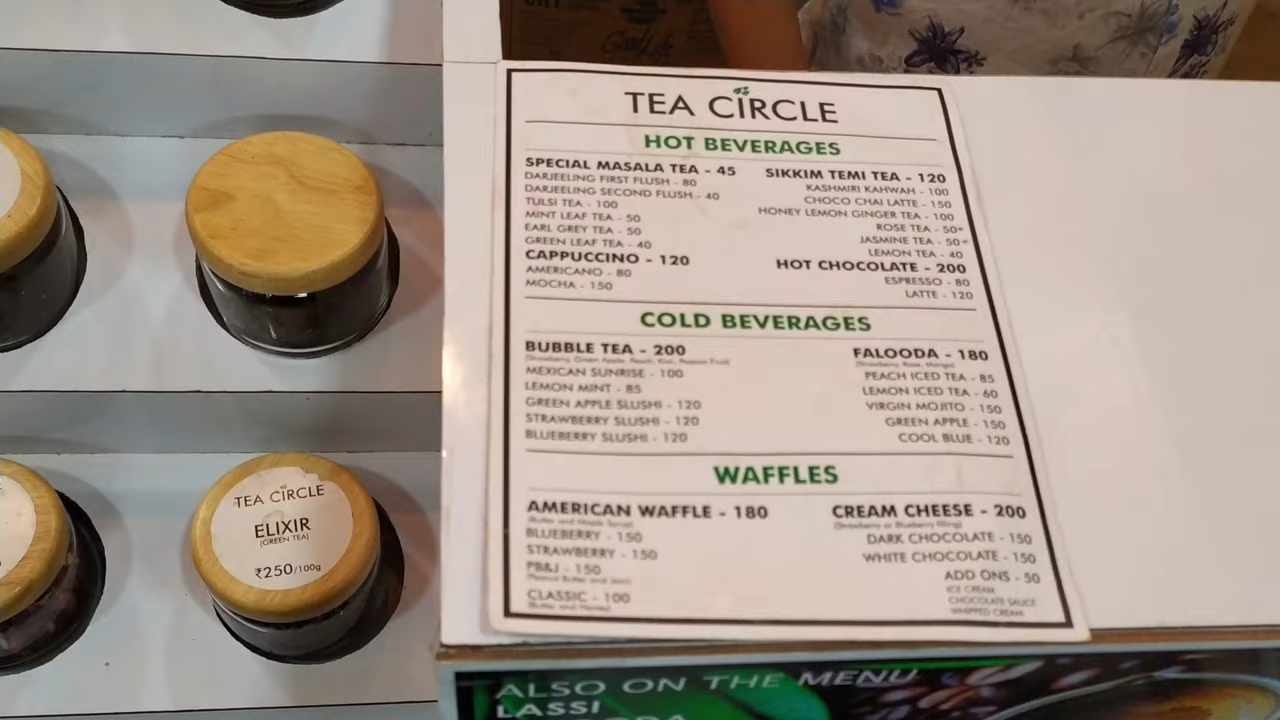 TEA CIRCLE
HOT BEVERAGES
SPECIAL MASALA TEA - 45
DARJEELING FIRST FLUSH - 80
DARJEELING SECOND FLUSH - 40
TULSI TEA - 100
MINT LEAF TEA - 50
EARL GREY TEA - 50
GREEN LEAF TEA - 40
CAPPUCCINO - 120
AMERICANO - 80
MOCHA - 150
SIKKIM TEMI TEA - 120
KASHMIRI KAHWAH - 100
CHOCO CHAI LATTE - 150
HONEY LEMON GINGER TEA - 100
ROSE TEA - 50*
JASMINE TEA - 50*
LEMON TEA - 40
HOT CHOCOLATE - 200
ESPRESSO - 80
LATTE - 120
COLD BEVERAGES
BUBBLE TEA - 200
(Strawberry, Green Apple, Peach, Kiwi, Passion Fruit)
MEXICAN SUNRISE - 100
LEMON MINT - 85
GREEN APPLE SLUSHI - 120
STRAWBERRY SLUSHI - 120
BLUEBERRY SLUSHI - 120
FALOODA - 180
(Strawberry, Rose, Mango)
PEACH ICED TEA - 85
LEMON ICED TEA - 60
VIRGIN MOJITO - 150
GREEN APPLE - 150
COOL BLUE - 120
WAFFLES
AMERICAN WAFFLE - 180
(Butter and Maple Syrup)
BLUEBERRY - 150
STRAWBERRY - 150
PB&J - 150
(Peanut Butter and Jam)
CLASSIC - 100
(Butter and Honey)
CREAM CHEESE - 200
(Strawberry or Blueberry filling)
DARK CHOCOLATE - 150
WHITE CHOCOLATE - 150
ADD ONS - 50
ICE CREAM
CHOCOLATE SAUCE
WHIPPED CREAM
TEA CIRCLE
ELIXIR
(GREEN TEA)
₹250/100g
ALSO ON THE MENU
LASSI